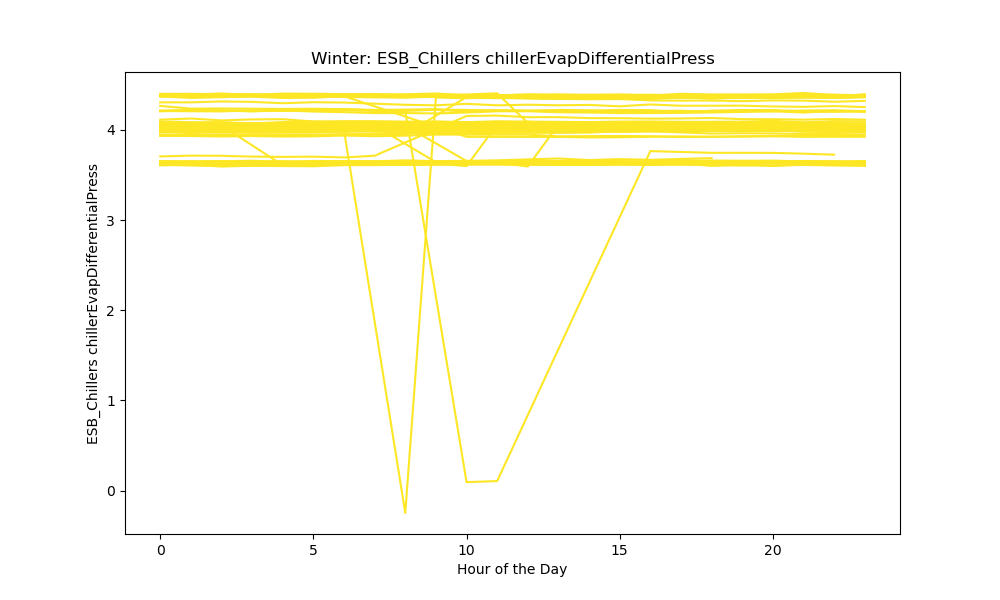 Winter: ESB_Chillers chillerEvapDifferentialPress
ESB_Chillers chillerEvapDifferentialPress
4
3
2
1
0
0 5 10 15 20
Hour of the Day